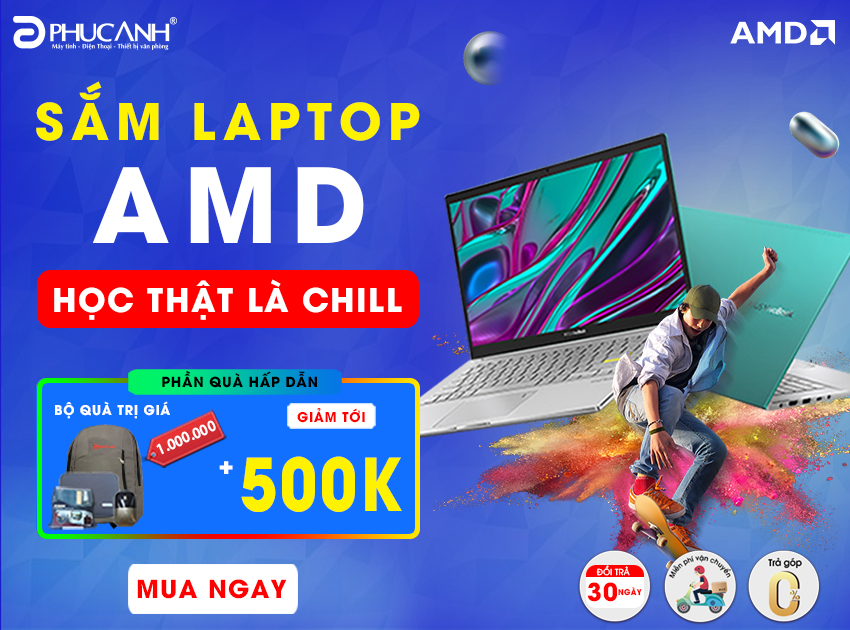 PHUCANH®
Máy tính - Điện Thoại - Thiết bị văn phòng
AMD
SẮM LAPTOP
AMD
HỌC THẬT LÀ CHILL
PHẦN QUÀ HẤP DẪN
BỘ QUÀ TRỊ GIÁ
1.000.000
GIẢM TỚI
+ 500K
MUA NGAY
ĐỔI TRẢ
30 NGÀY
Miễn phí vận chuyển
Trả góp
0%